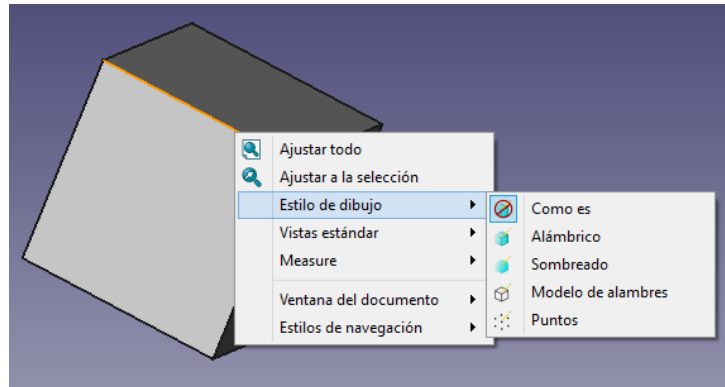 Ajustar todo
Ajustar a la selección
Estilo de dibujo
Vistas estándar
Measure
Ventana del documento
Estilos de navegación
Como es
Alámbrico
Sombreado
Modelo de alambres
Puntos